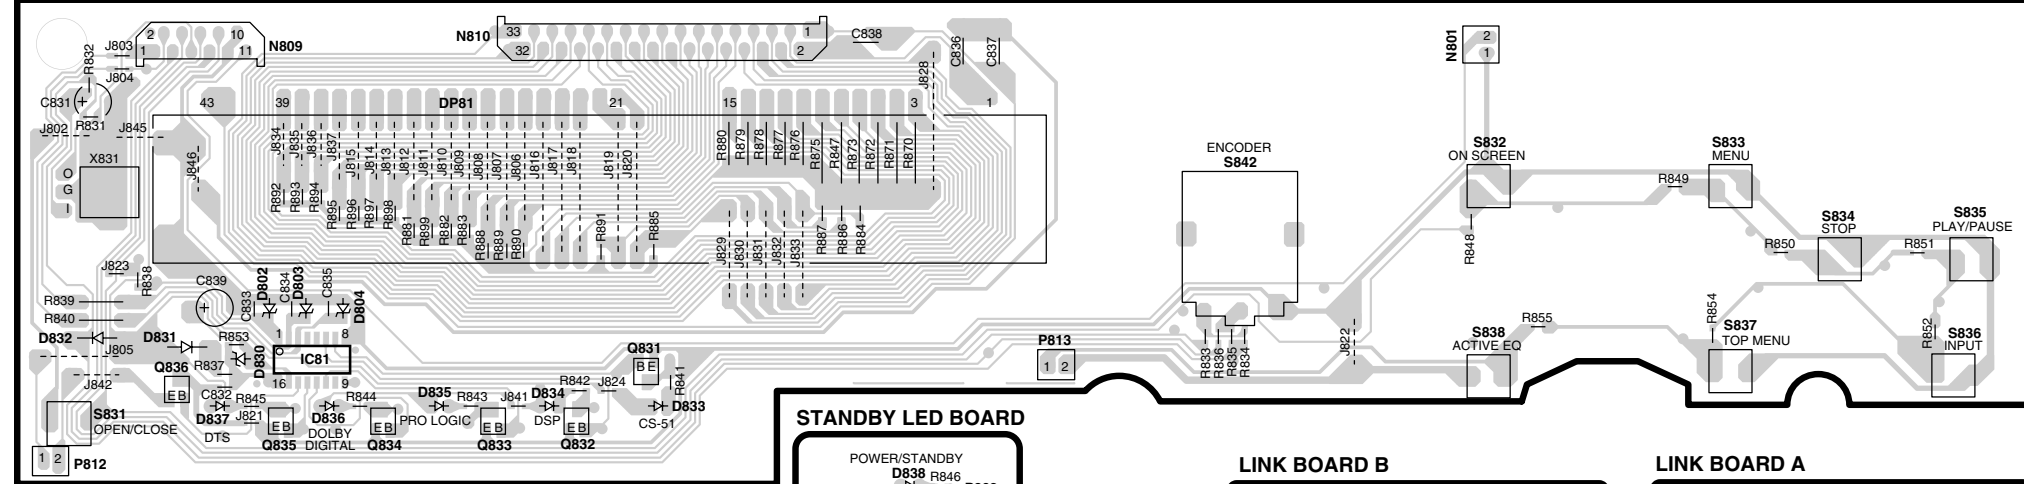 2 10
1 11
N809
J803
J804
R832
C831
+
R831
J802
J845
N810
33 1
32 2
C838
J828
C836
C837
N801
2
1
43 39 DP81 21 15 3 1
X831
O
G
I
J846
J834
J835
J836
J837
J815
J814
J813
J812
J811
J810
J809
J808
J807
J806
J816
J817
J818
J819
J820
R880
R879
R878
R877
R876
R875
R847
R873
R872
R871
R870
R892
R893
R894
R895
R896
R897
R898
R881
R899
R882
R883
R888
R889
R890
R891
R885
J829
J830
J831
J832
J833
R887
R886
R884
ENCODER
S842
S832
ON SCREEN
S833
MENU
R849
S834
STOP
S835
PLAY/PAUSE
R848
R850
R851
J823
R838
C839
+
C833
D802
C834
D803
C835
D804
R839
R840
D832
J805
D831
R853
D830
1 8
IC81
16 9
Q836
R837
E B
J842
C832
S831
OPEN/CLOSE
D837
DTS
R845
J821
E B
Q835
D836
DOLBY
DIGITAL
R844
E B
Q834
D835
PRO LOGIC
R843
J841
E B
Q833
D834
DSP
R842
J824
E B
Q832
Q831
B E
R841
D833
CS-51
1 2
P812
P813
1 2
R833
R836
R835
R834
J822
S838
ACTIVE EQ
R855
R854
S837
TOP MENU
R852
S836
INPUT
STANDBY LED BOARD
POWER/STANDBY
D838 R846
LINK BOARD B
LINK BOARD A